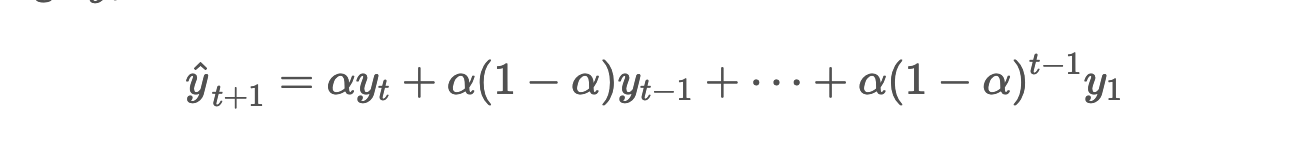 ŷ_{t+1} = αy_t + α(1 − α)y_{t−1} + ··· + α(1 − α)^{t−1}y_1